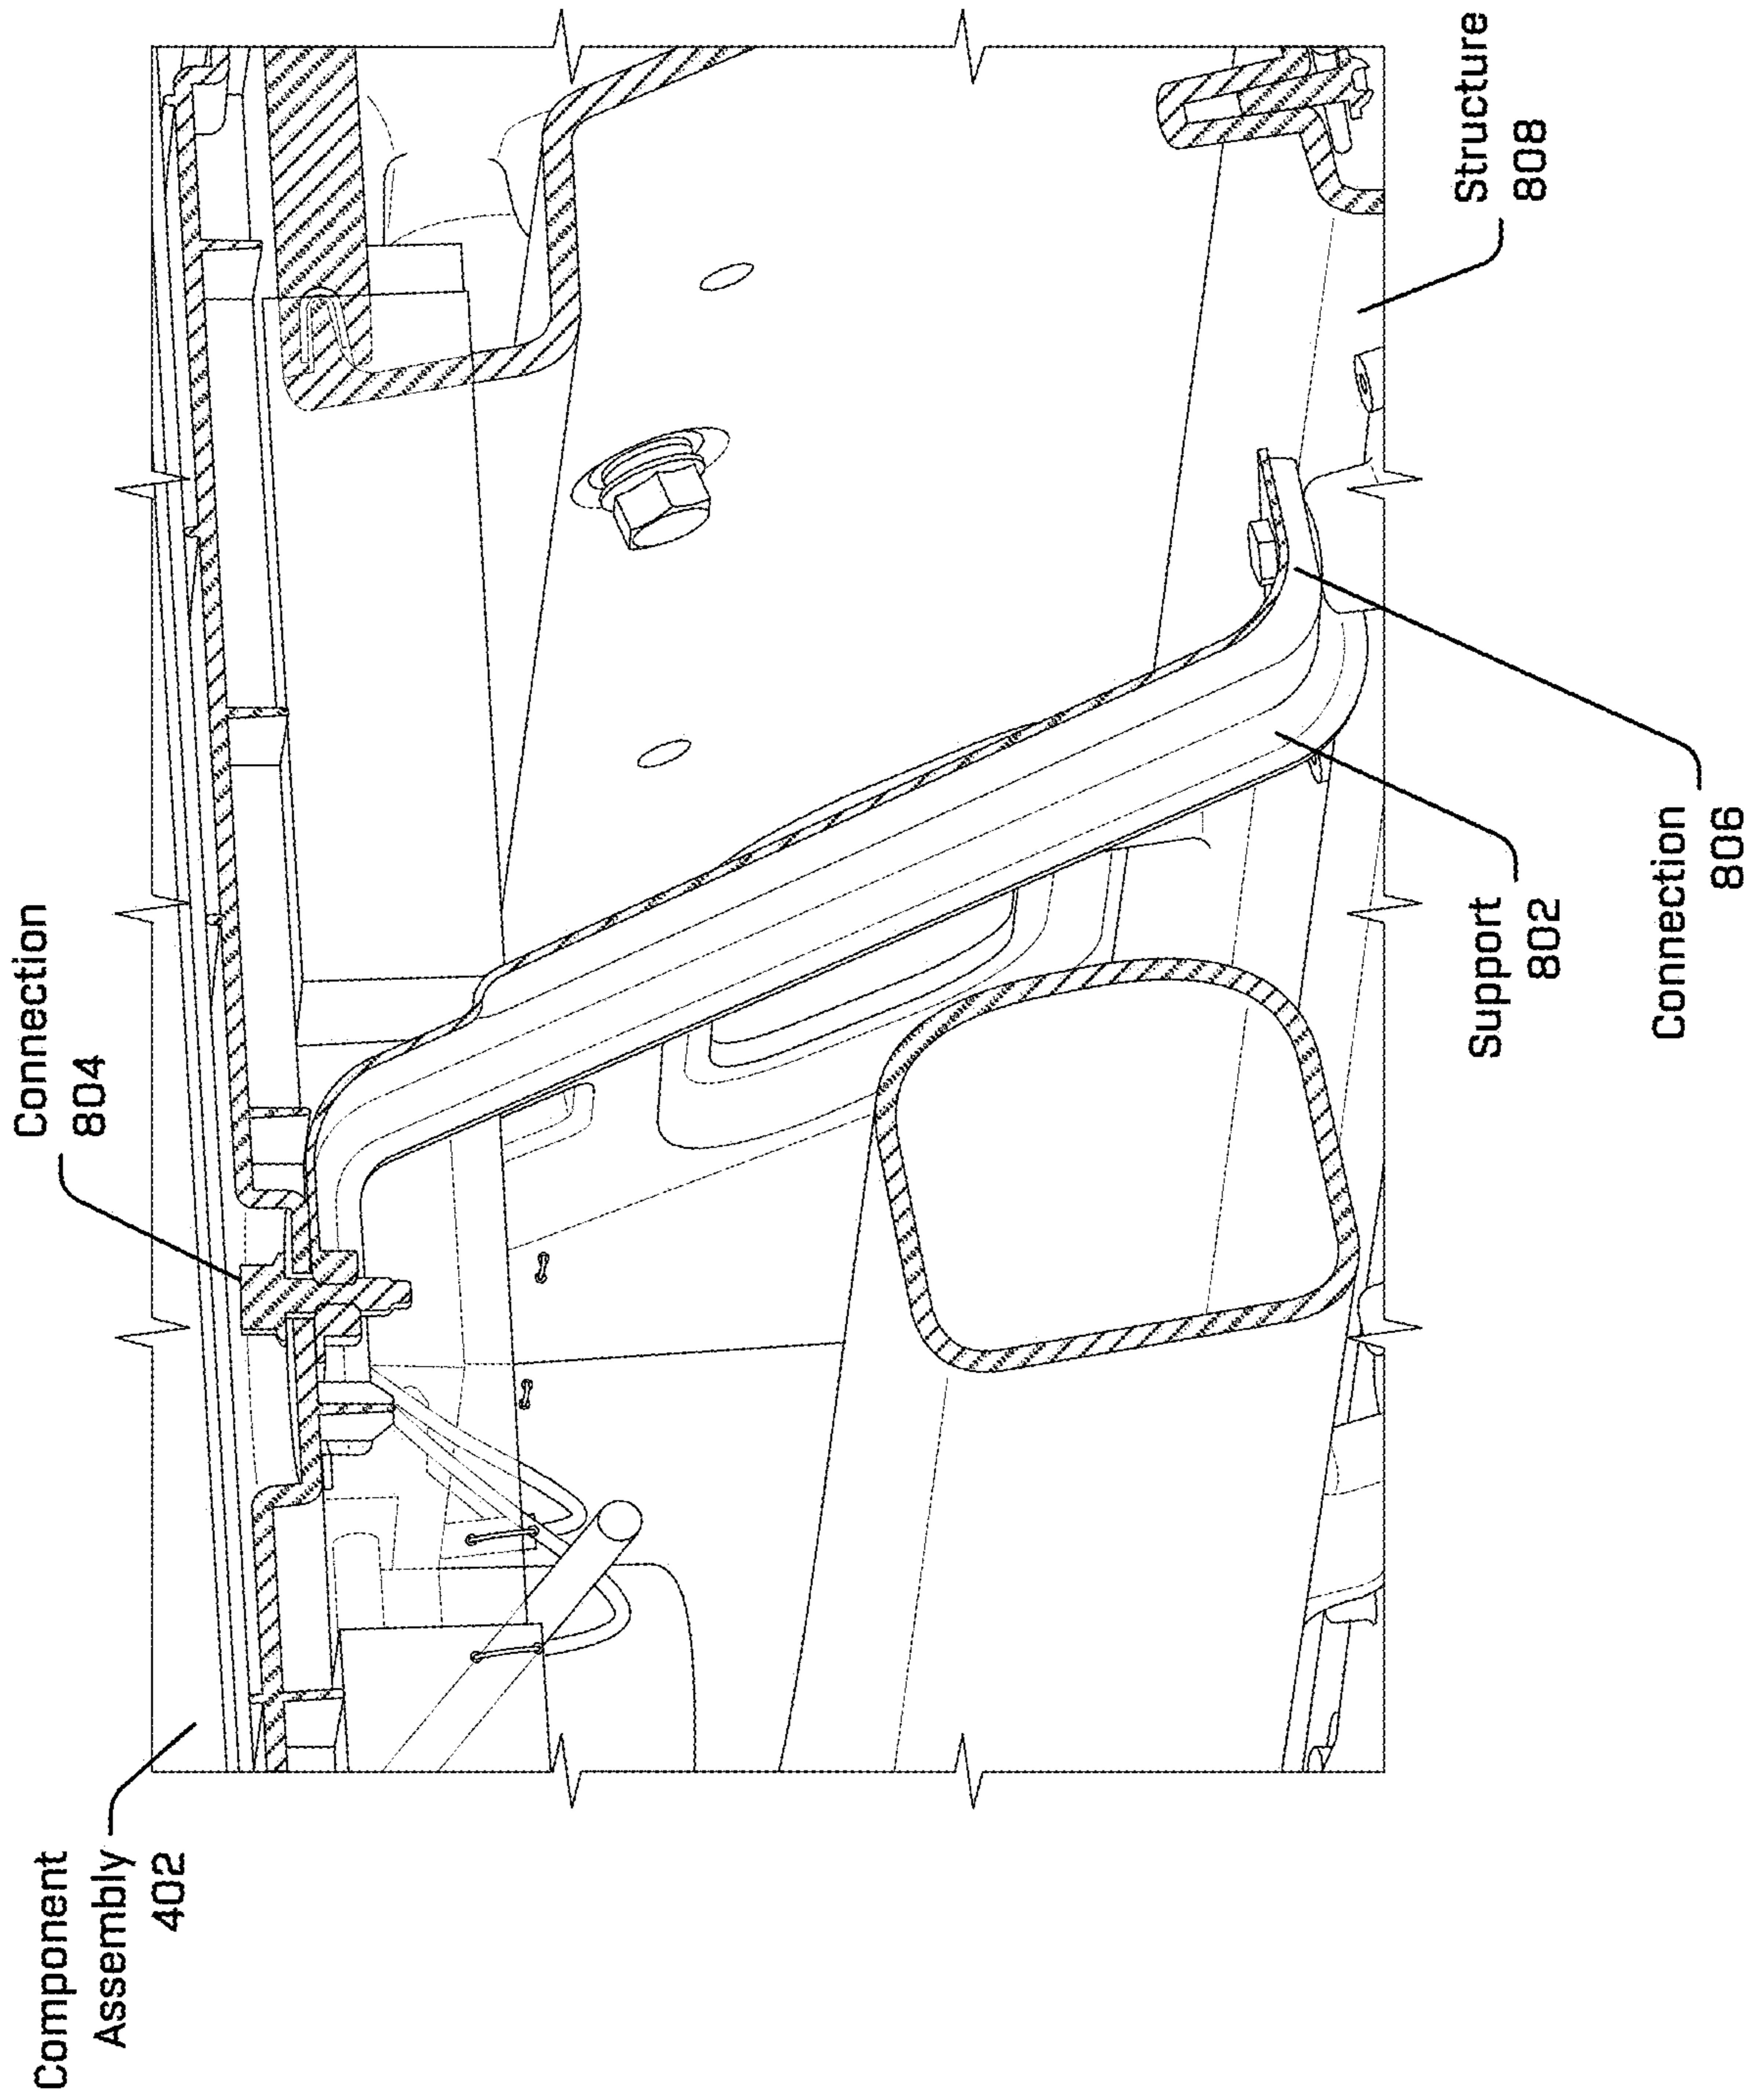 Component
Assembly
402
Connection
804
Support
802
Connection
806
Structure
808